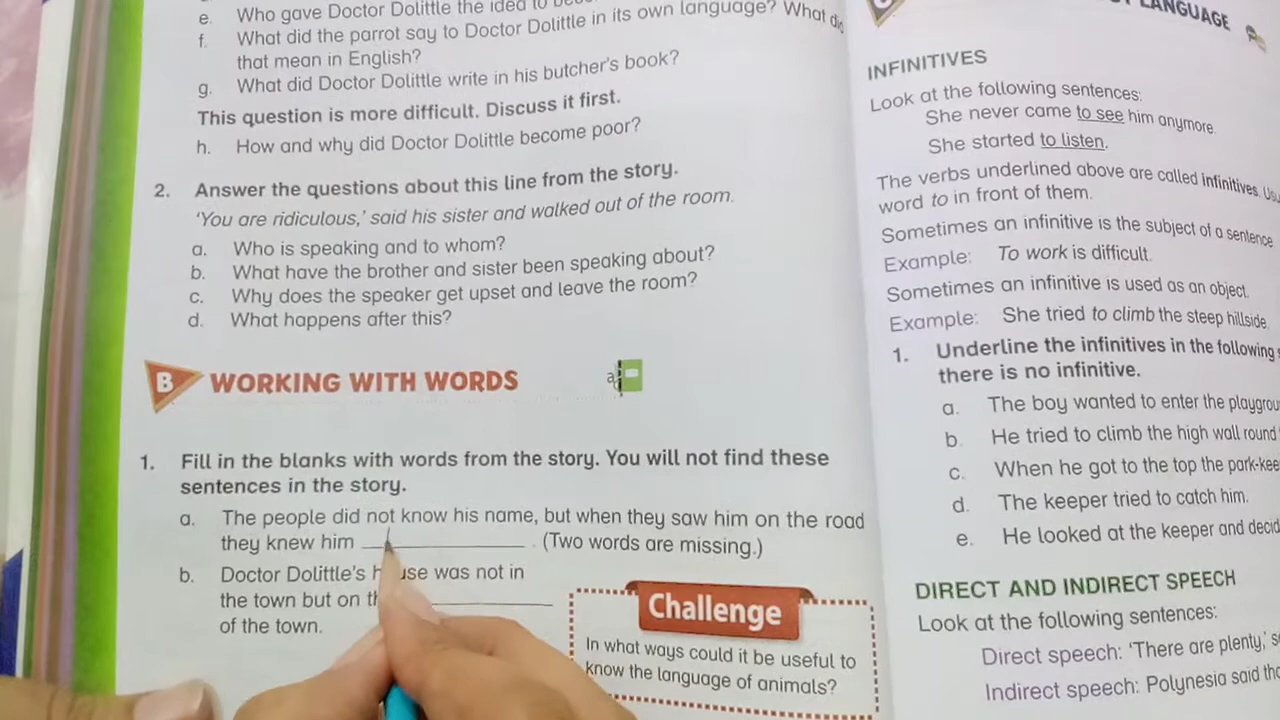 e. Who gave Doctor Dolittle the idea to
f. What did the parrot say to Doctor Dolittle in its own language? What
that mean in English?
g. What did Doctor Dolittle write in his butcher's book?
This question is more difficult. Discuss it first.
h. How and why did Doctor Dolittle become poor?
2. Answer the questions about this line from the story.
'You are ridiculous,' said his sister and walked out of the room.
a. Who is speaking and to whom?
b. What have the brother and sister been speaking about?
c. Why does the speaker get upset and leave the room?
d. What happens after this?
B WORKING WITH WORDS
1. Fill in the blanks with words from the story. You will not find these
sentences in the story.
a. The people did not know his name, but when they saw him on the road
they knew him ____________ . (Two words are missing.)
b. Doctor Dolittle's was not in
the town but on ____________
of the town.
Challenge
In what ways could it be useful to
know the language of animals?
LANGUAGE
INFINITIVES
Look at the following sentences:
She never came to see him anymore.
She started to listen.
The verbs underlined above are called infinitives.
word to in front of them.
Sometimes an infinitive is the subject of a sentence
Example: To work is difficult.
Sometimes an infinitive is used as an object.
Example: She tried to climb the steep hillside.
1. Underline the infinitives in the following
there is no infinitive.
a. The boy wanted to enter the
b. He tried to climb the high wall round
c. When he got to the top the
d. The keeper tried to catch him.
e. He looked at the keeper and
DIRECT AND INDIRECT SPEECH
Look at the following sentences:
Direct speech: 'There are plenty,'
Indirect speech: Polynesia said